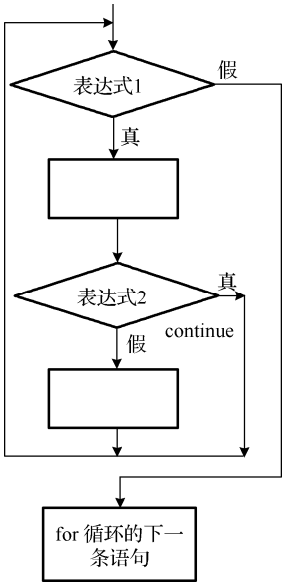 表达式1
假
真
表达式2
真
continue
假
for 循环的下一
条语句